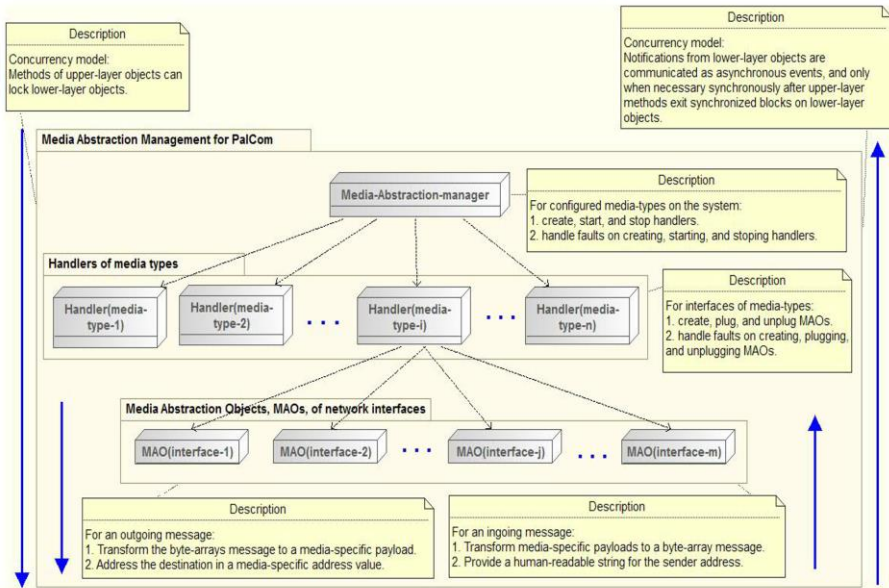 Description
Concurrency model:
Methods of upper-layer objects can
lock lower-layer objects.
Description
Concurrency model:
Notifications from lower-layer objects are
communicated as asynchronous events, and only
when necessary synchronously after upper-layer
methods exit synchronized blocks on lower-layer
objects.
Media Abstraction Management for PalCom
Media-Abstraction-manager
Description
For configured media-types on the system:
1. create, start, and stop handlers.
2. handle faults on creating, starting, and stoping handlers.
Handlers of media types
Handler(media-
type-1)
Handler(media-
type-2)
...
Handler(media-
type-i)
...
Handler(media-
type-n)
Description
For interfaces of media-types:
1. create, plug, and unplug MAOs.
2. handle faults on creating, plugging,
and unplugging MAOs.
Media Abstraction Objects, MAOs, of network interfaces
MAO(interface-1)
MAO(interface-2)
...
MAO(interface-j)
...
MAO(interface-m)
Description
For an outgoing message:
1. Transform the byte-arrays message to a media-specific payload.
2. Address the destination in a media-specific address value.
Description
For an ingoing message:
1. Transform media-specific payloads to a byte-array message.
2. Provide a human-readable string for the sender address.